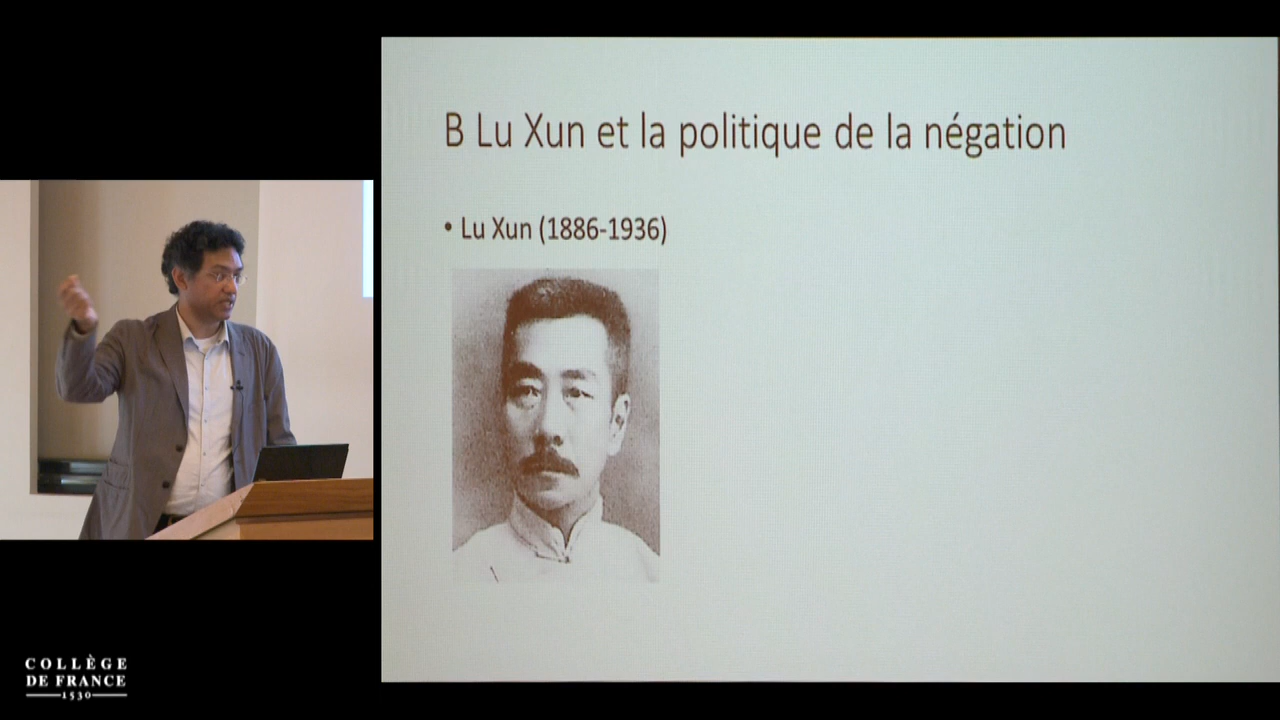 B Lu Xun et la politique de la négation
• Lu Xun (1886-1936)
COLLÈGE
DE FRANCE
1530